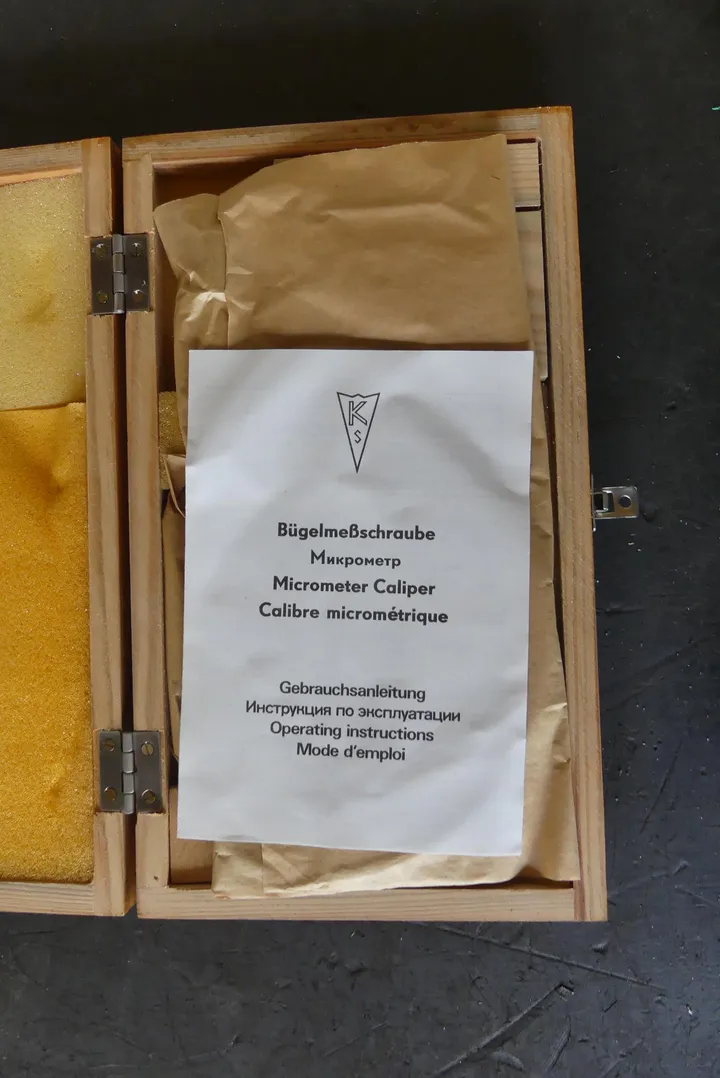 K
S
Bügelmeßschraube
Микрометр
Micrometer Caliper
Calibre micrométrique
Gebrauchsanleitung
Инструкция по эксплуатации
Operating instructions
Mode d'emploi